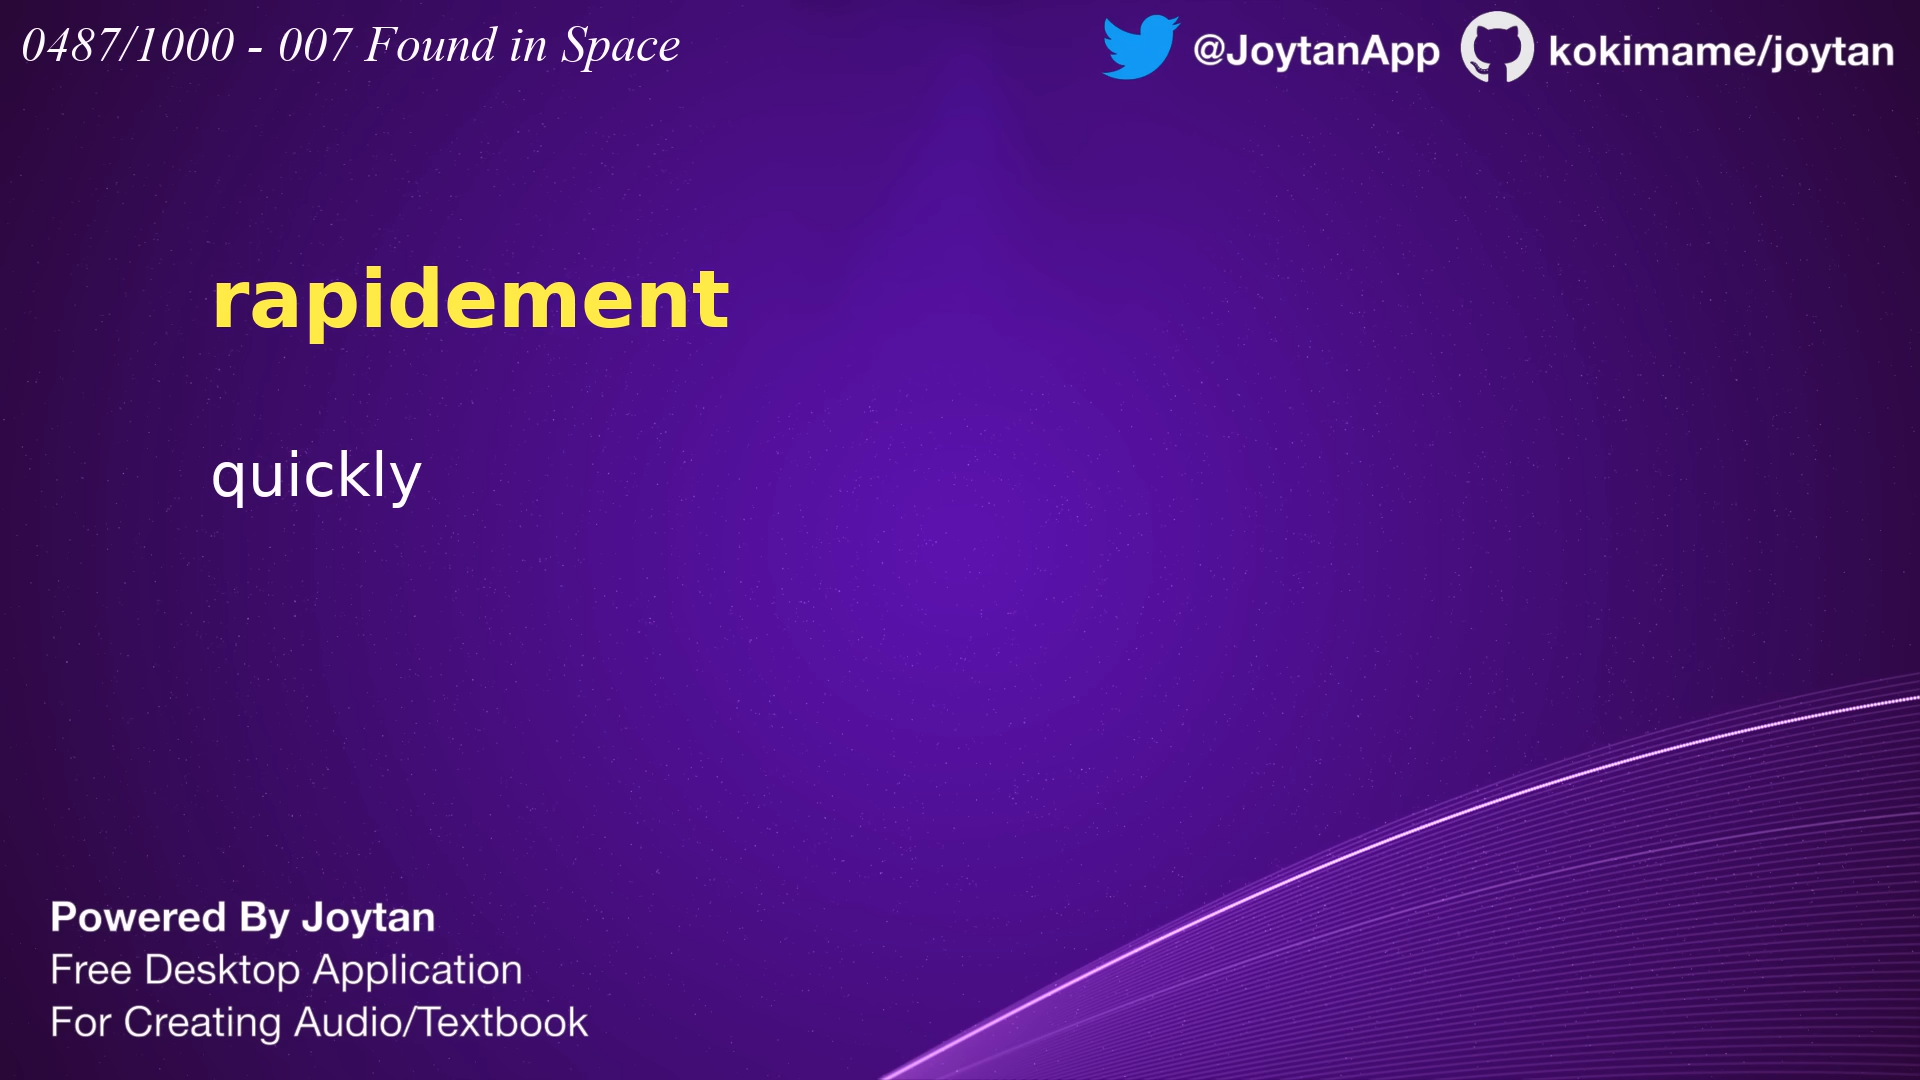 0487/1000 - 007 Found in Space
@JoytanApp
kokimame/joytan
rapidement
quickly
Powered By Joytan
Free Desktop Application
For Creating Audio/Textbook